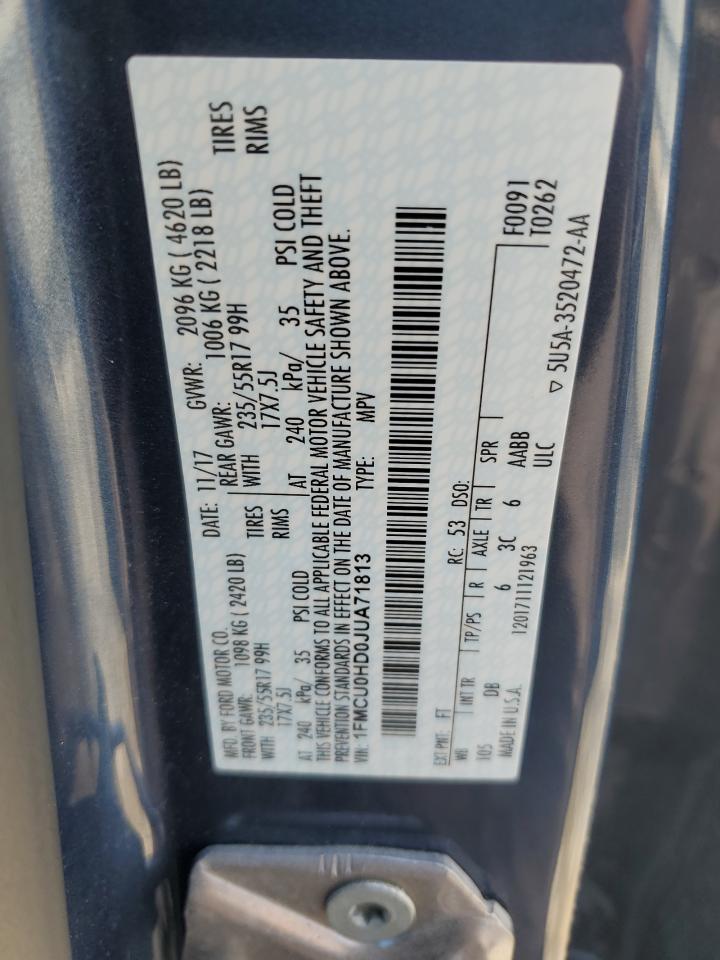 MFD. BY FORD MOTOR CO.
DATE: 11/17 GVWR: 2096 KG ( 4620 LB)
FRONT GAWR: 1098 KG ( 2420 LB)
REAR GAWR: 1006 KG ( 2218 LB)
WITH 235/55R17 99H TIRES
WITH 235/55R17 99H TIRES
17X7.5J RIMS
17X7.5J RIMS
AT 240 kPa/ 35 PSI COLD
AT 240 kPa/ 35 PSI COLD
THIS VEHICLE CONFORMS TO ALL APPLICABLE FEDERAL MOTOR VEHICLE SAFETY AND THEFT
PREVENTION STANDARDS IN EFFECT ON THE DATE OF MANUFACTURE SHOWN ABOVE.
VIN: 1FMCU0HD0JUA71813 TYPE: MPV
EXT PNT: FT RC: 53 DSO: F0091
T0262
WB INT TR TP/PS R AXLE TR SPR
105 DB 6 3C 6 AABB
MADE IN U.S.A. 12017111121963 ULC
▽ 5U5A-3520472-AA